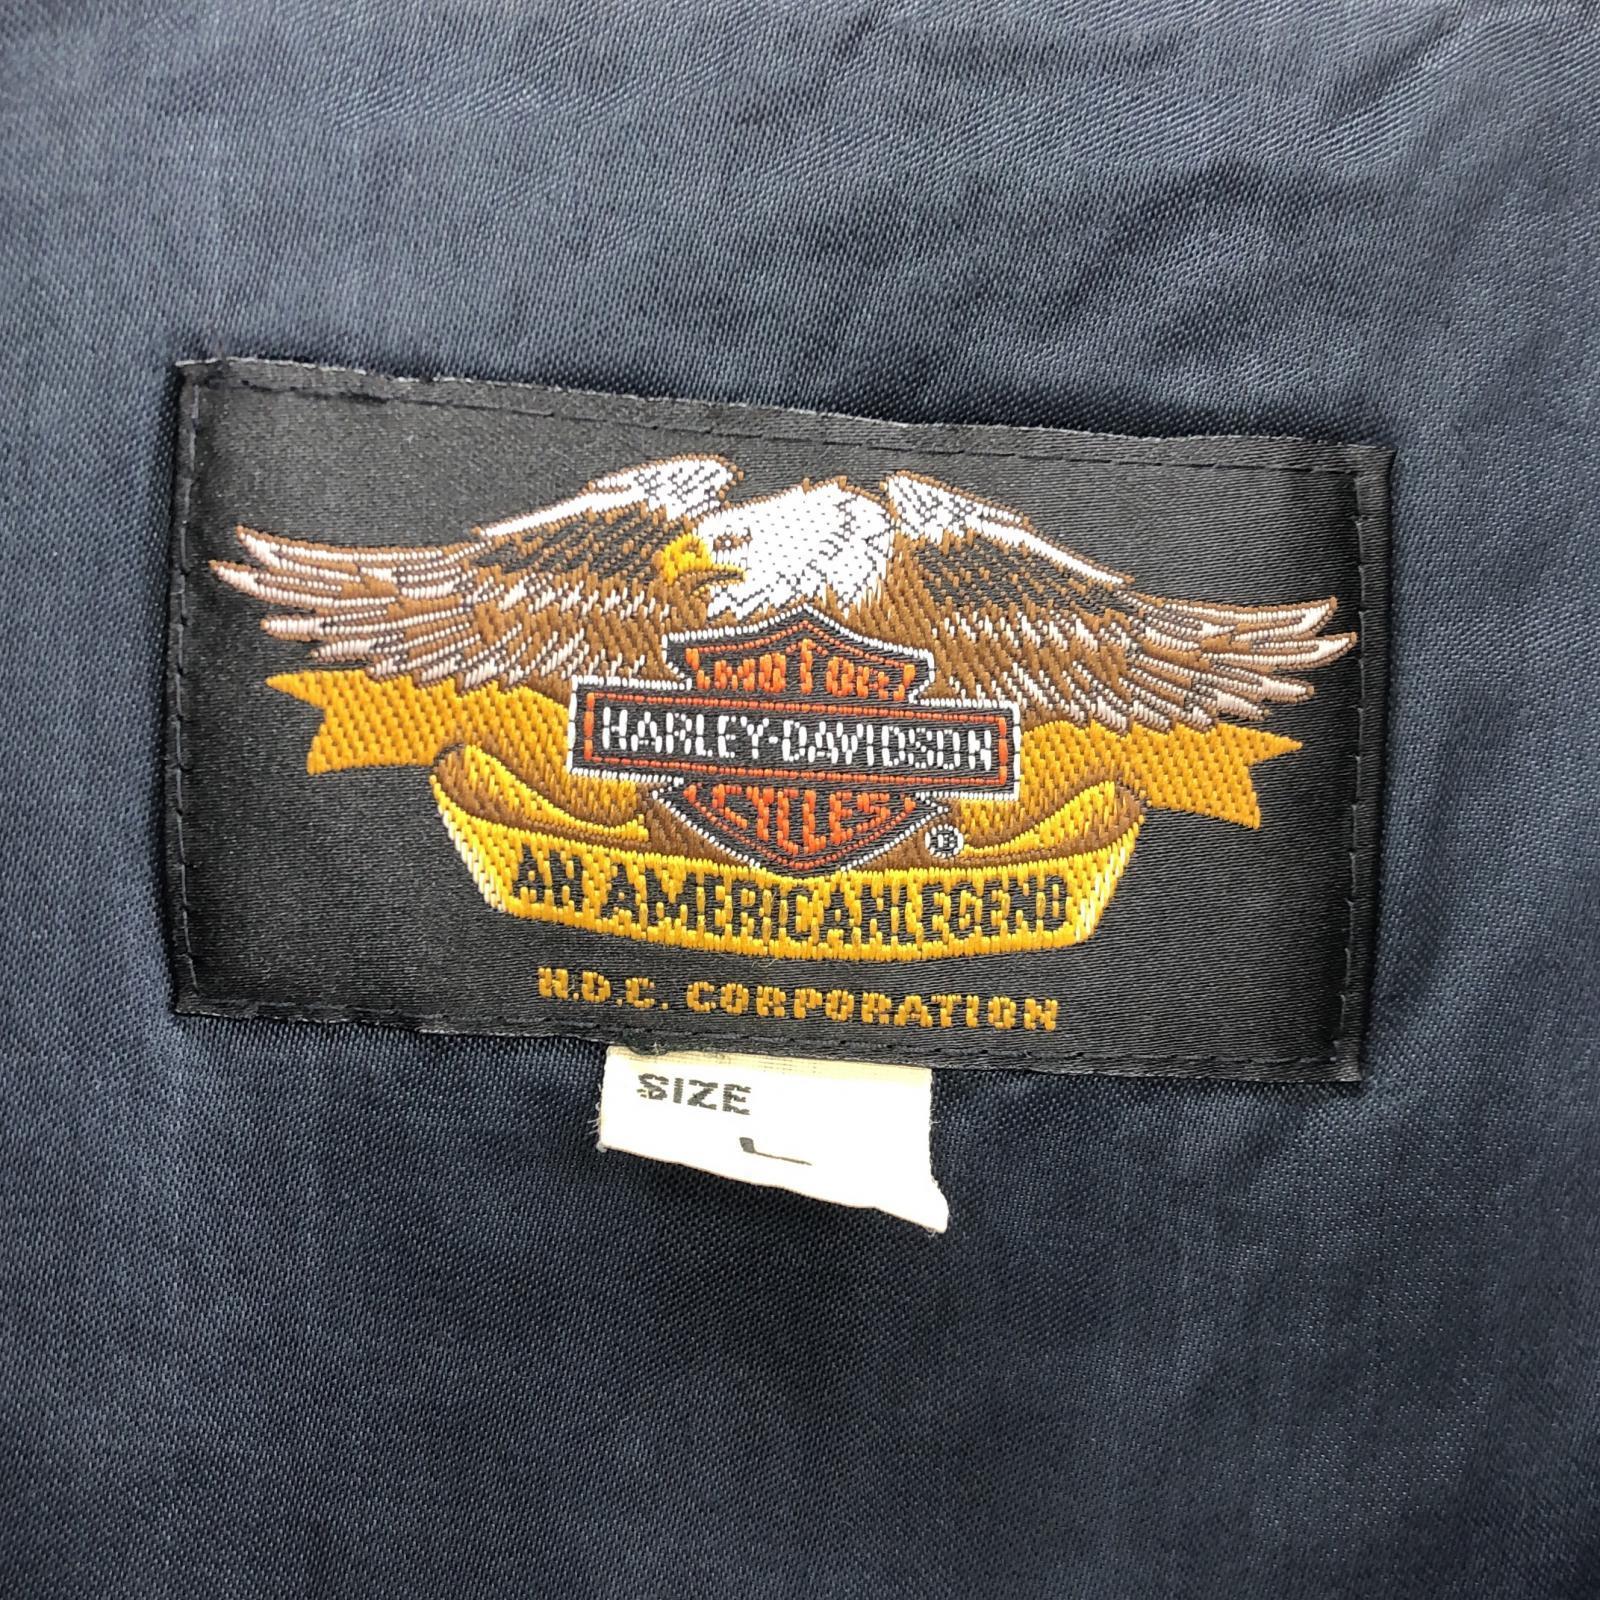 MOTOR
HARLEY-DAVIDSON
CYCLES
®
AN AMERICAN LEGEND
H.D.C. CORPORATION
SIZE
L